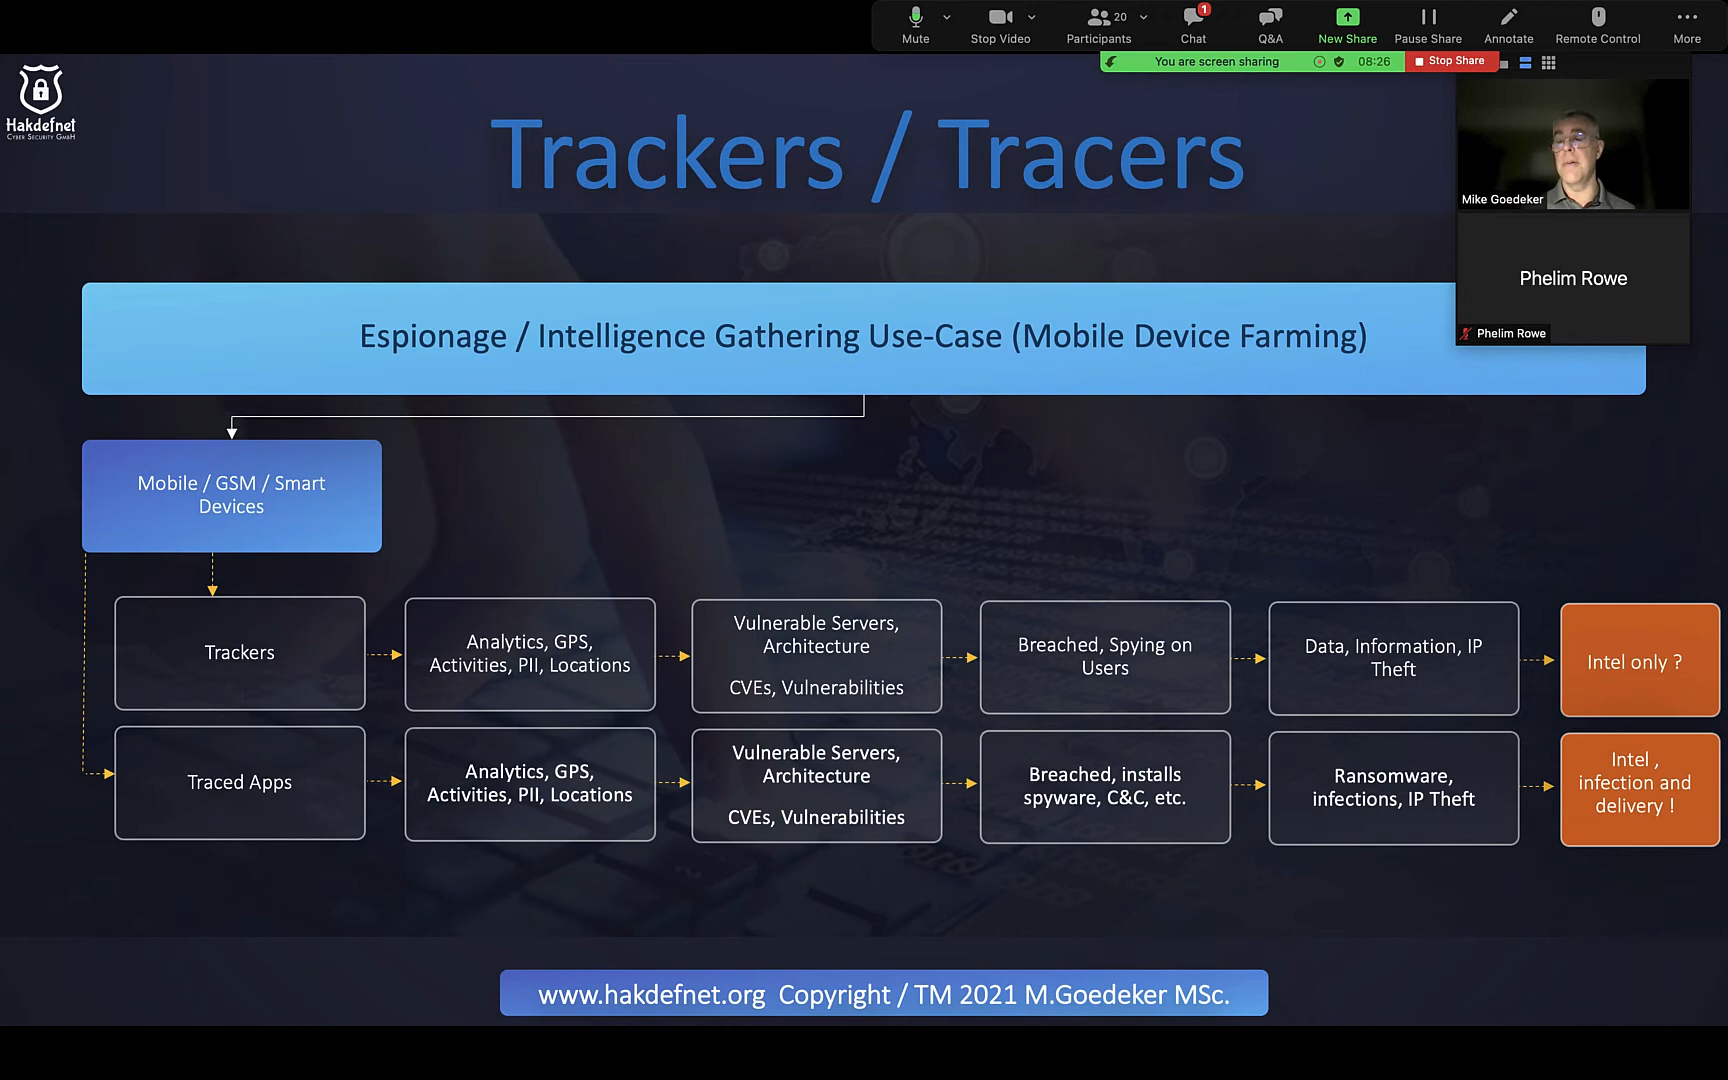 Mute
Stop Video
Participants
20
Chat
1
Q&A
New Share
Pause Share
Annotate
Remote Control
More
You are screen sharing
08:26
Stop Share
Hakdefnet
Cyber Security GmbH
Trackers / Tracers
Mike Goedeker
Phelim Rowe
Phelim Rowe
Espionage / Intelligence Gathering Use-Case (Mobile Device Farming)
Mobile / GSM / Smart
Devices
Trackers
Analytics, GPS,
Activities, PII, Locations
Vulnerable Servers,
Architecture
CVEs, Vulnerabilities
Breached, Spying on
Users
Data, Information, IP
Theft
Intel only ?
Traced Apps
Analytics, GPS,
Activities, PII, Locations
Vulnerable Servers,
Architecture
CVEs, Vulnerabilities
Breached, installs
spyware, C&C, etc.
Ransomware,
infections, IP Theft
Intel ,
infection and
delivery !
www.hakdefnet.org Copyright / TM 2021 M.Goedeker MSc.